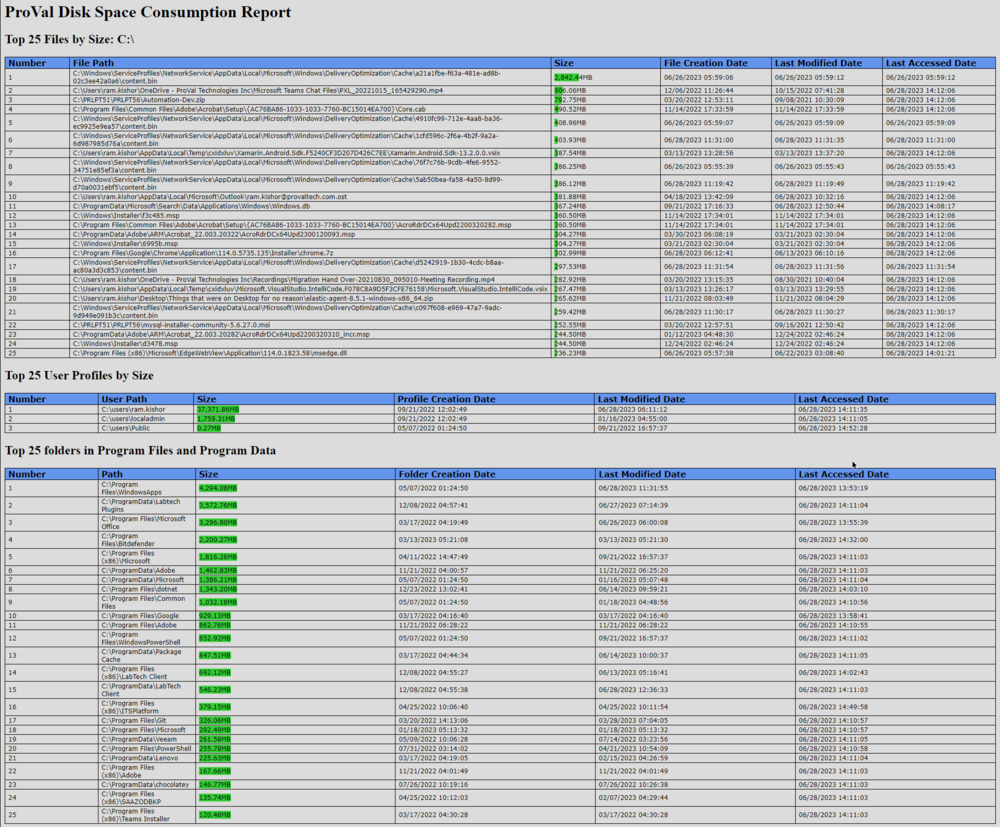 ProVal Disk Space Consumption Report
Top 25 Files by Size: C:\
Number File Path Size File Creation Date Last Modified Date Last Accessed Date
1 C:\Windows\ServiceProfiles\NetworkService\AppData\Local\Microsoft\Windows\DeliveryOptimization\Cache\a21a1fbe-f63a-481e-ad8b-02c3ee42a0a6\content.bin 2,842.44MB 06/26/2023 05:59:06 06/26/2023 05:59:12 06/28/2023 05:59:12
2 C:\Users\ram.kishor\OneDrive - ProVal Technologies Inc\Microsoft Teams Chat Files\PXL_20221015_165429290.mp4 906.06MB 12/06/2022 11:26:44 10/15/2022 07:41:28 06/28/2023 14:12:06
3 C:\PRLPT51\PRLPT56\Automation-Dev.zip 792.75MB 03/20/2022 12:53:11 09/08/2021 10:30:09 06/28/2023 14:12:06
4 C:\Program Files\Common Files\Adobe\Acrobat\Setup\{AC76BA86-1033-1033-7760-BC15014EA700}\Core.cab 490.52MB 11/14/2022 17:33:59 11/14/2022 17:33:59 06/28/2023 14:12:06
5 C:\Windows\ServiceProfiles\NetworkService\AppData\Local\Microsoft\Windows\DeliveryOptimization\Cache\4910fc99-712e-4aa8-ba36-ec9925e9ea57\content.bin 408.96MB 06/26/2023 05:59:07 06/26/2023 05:59:09 06/28/2023 05:59:09
6 C:\Windows\ServiceProfiles\NetworkService\AppData\Local\Microsoft\Windows\DeliveryOptimization\Cache\1cfd596c-2f6a-4b2f-9a2a-6d987985d76a\content.bin 403.93MB 06/28/2023 11:31:00 06/28/2023 11:31:00 06/28/2023 11:31:00
7 C:\Users\ram.kishor\AppData\Local\Temp\cxldxluv\Xamarin.Android.Sdk.F5240CF3D207D426C7EE\Xamarin.Android.Sdk-13.2.0.0.vsix 387.54MB 03/13/2023 13:28:56 03/13/2023 13:37:20 06/28/2023 14:12:06
8 C:\Windows\ServiceProfiles\NetworkService\AppData\Local\Microsoft\Windows\DeliveryOptimization\Cache\76f7c76b-9cdb-4fe6-9552-34751e85ef3a\content.bin 386.25MB 06/26/2023 05:55:39 06/26/2023 05:55:43 06/28/2023 05:55:43
9 C:\Windows\ServiceProfiles\NetworkService\AppData\Local\Microsoft\Windows\DeliveryOptimization\Cache\5ab50bea-fa58-4a50-8d99-d70a0031ebf5\content.bin 386.12MB 06/28/2023 11:19:42 06/28/2023 11:19:49 06/28/2023 11:19:42
10 C:\Users\ram.kishor\AppData\Local\Microsoft\Outlook\ram.kishor@provaltech.com.ost 381.88MB 04/18/2023 13:42:09 06/28/2023 10:32:16 06/28/2023 14:12:06
11 C:\ProgramData\Microsoft\Search\Data\Applications\Windows\Windows.db 367.24MB 09/21/2022 17:16:33 06/28/2023 12:50:44 06/28/2023 14:08:17
12 C:\Windows\Installer\f3c485.msp 360.50MB 11/14/2022 17:34:01 11/14/2022 17:34:01 06/28/2023 14:12:06
13 C:\Program Files\Common Files\Adobe\Acrobat\Setup\{AC76BA86-1033-1033-7760-BC15014EA700}\AcroRdrDCx64Upd2200320282.msp 360.50MB 11/14/2022 17:34:01 11/14/2022 17:34:01 06/28/2023 14:12:06
14 C:\ProgramData\Adobe\ARM\Acrobat_22.003.20322\AcroRdrDCx64Upd2300120093.msp 304.27MB 03/30/2023 06:08:19 03/21/2023 02:30:04 06/28/2023 14:12:06
15 C:\Windows\Installer\6995b.msp 304.27MB 03/21/2023 02:30:04 03/21/2023 02:30:04 06/28/2023 14:12:06
16 C:\Program Files\Google\Chrome\Application\114.0.5735.135\Installer\chrome.7z 302.99MB 06/28/2023 06:12:41 06/13/2023 06:10:16 06/28/2023 14:12:06
17 C:\Windows\ServiceProfiles\NetworkService\AppData\Local\Microsoft\Windows\DeliveryOptimization\Cache\d5242919-1b30-4cdc-b8aa-ac80a3d3c853\content.bin 297.53MB 06/28/2023 11:31:54 06/28/2023 11:31:56 06/28/2023 11:31:54
18 C:\Users\ram.kishor\OneDrive - ProVal Technologies Inc\Recordings\Migration Hand Over-20210830_095010-Meeting Recording.mp4 282.92MB 03/20/2022 13:15:35 08/30/2021 10:40:04 06/28/2023 14:12:06
19 C:\Users\ram.kishor\AppData\Local\Temp\cxldxluv\Microsoft.VisualStudio.IntelliCode.F078C8A9D5F3CFE76158\Microsoft.VisualStudio.IntelliCode.vsix 267.47MB 03/13/2023 13:26:17 03/13/2023 13:29:55 06/28/2023 14:12:06
20 C:\Users\ram.kishor\Desktop\Things that were on Desktop for no reason\elastic-agent-8.5.1-windows-x86_64.zip 265.62MB 11/21/2022 08:03:49 11/21/2022 08:04:29 06/28/2023 14:12:06
21 C:\Windows\ServiceProfiles\NetworkService\AppData\Local\Microsoft\Windows\DeliveryOptimization\Cache\c097f608-e969-47a7-9adc-9d949e091b3c\content.bin 259.42MB 06/28/2023 11:30:17 06/28/2023 11:30:27 06/28/2023 11:30:17
22 C:\PRLPT51\PRLPT56\mysql-installer-community-5.6.27.0.msi 252.55MB 03/20/2022 12:57:51 09/16/2021 12:50:42 06/28/2023 14:12:06
23 C:\ProgramData\Adobe\ARM\Acrobat_22.003.20282\AcroRdrDCx64Upd2200320310_incr.msp 244.50MB 01/12/2023 04:48:30 12/24/2022 02:46:24 06/28/2023 14:12:06
24 C:\Windows\Installer\d3478.msp 244.50MB 12/24/2022 02:46:24 12/24/2022 02:46:24 06/28/2023 14:12:06
25 C:\Program Files (x86)\Microsoft\EdgeWebView\Application\114.0.1823.58\msedge.dll 236.23MB 06/26/2023 05:57:38 06/22/2023 03:08:40 06/28/2023 14:01:21
Top 25 User Profiles by Size
Number User Path Size Profile Creation Date Last Modified Date Last Accessed Date
1 C:\users\ram.kishor 37,371.86MB 09/21/2022 12:02:49 06/28/2023 06:11:12 06/28/2023 14:11:35
2 C:\users\localadmin 1,759.31MB 09/21/2022 12:02:49 01/16/2023 04:55:00 06/28/2023 14:11:05
3 C:\users\Public 0.27MB 05/07/2022 01:24:50 09/21/2022 16:57:37 06/28/2023 14:52:28
Top 25 folders in Program Files and Program Data
Number Path Size Folder Creation Date Last Modified Date Last Accessed Date
1 C:\Program Files\WindowsApps 4,294.08MB 05/07/2022 01:24:50 06/28/2023 11:31:55 06/28/2023 13:53:19
2 C:\ProgramData\Labtech Plugins 3,572.76MB 12/08/2022 04:57:41 06/27/2023 07:14:39 06/28/2023 14:11:04
3 C:\Program Files\Microsoft Office 3,296.80MB 03/17/2022 04:19:49 06/26/2023 06:00:08 06/28/2023 13:55:39
4 C:\Program Files\Bitdefender 2,200.27MB 03/13/2023 05:21:08 03/13/2023 05:21:30 06/28/2023 14:32:00
5 C:\Program Files (x86)\Microsoft 1,816.26MB 04/11/2022 14:47:49 09/21/2022 16:57:37 06/28/2023 14:11:03
6 C:\ProgramData\Adobe 1,462.83MB 11/21/2022 04:00:57 11/21/2022 06:25:20 06/28/2023 14:11:03
7 C:\ProgramData\Microsoft 1,386.21MB 05/07/2022 01:24:50 01/16/2023 05:07:48 06/28/2023 14:11:04
8 C:\Program Files\dotnet 1,343.20MB 12/23/2022 13:02:41 06/14/2023 09:59:21 06/28/2023 14:03:10
9 C:\Program Files\Common Files 1,032.18MB 05/07/2022 01:24:50 01/18/2023 04:48:56 06/28/2023 14:10:56
10 C:\Program Files\Google 929.13MB 03/17/2022 04:16:40 03/17/2022 04:16:40 06/28/2023 13:58:41
11 C:\Program Files\Adobe 862.76MB 11/21/2022 06:28:22 11/21/2022 06:28:22 06/28/2023 14:10:55
12 C:\Program Files\WindowsPowerShell 852.92MB 05/07/2022 01:24:50 09/21/2022 16:57:37 06/28/2023 14:11:02
13 C:\ProgramData\Package Cache 847.51MB 03/17/2022 04:44:34 06/14/2023 10:00:37 06/28/2023 14:11:05
14 C:\Program Files (x86)\LabTech Client 692.12MB 12/08/2022 04:55:27 06/13/2023 05:16:41 06/28/2023 14:02:43
15 C:\ProgramData\LabTech Client 546.23MB 12/08/2022 04:55:38 06/28/2023 12:36:33 06/28/2023 14:11:03
16 C:\Program Files (x86)\ITSPlatform 379.15MB 04/25/2022 10:06:40 04/25/2022 10:11:54 06/28/2023 14:49:58
17 C:\Program Files\Git 326.06MB 03/20/2022 14:13:06 03/28/2023 07:04:05 06/28/2023 14:10:57
18 C:\Program Files\Microsoft 292.49MB 01/18/2023 05:13:32 01/18/2023 05:13:32 06/28/2023 14:10:57
19 C:\ProgramData\Veeam 261.58MB 05/09/2022 10:06:28 07/14/2022 03:23:56 06/28/2023 14:11:05
20 C:\Program Files\PowerShell 255.78MB 07/31/2022 03:14:02 04/21/2022 10:54:09 06/28/2023 14:10:58
21 C:\ProgramData\Lenovo 225.63MB 03/17/2022 04:19:05 02/15/2023 04:26:59 06/28/2023 14:11:04
22 C:\Program Files (x86)\Adobe 167.66MB 11/21/2022 04:01:49 11/21/2022 04:01:49 06/28/2023 14:11:03
23 C:\ProgramData\chocolatey 146.77MB 07/26/2022 10:19:16 07/26/2022 10:26:38 06/28/2023 14:11:03
24 C:\Program Files (x86)\SAAZODBKP 135.74MB 04/25/2022 10:12:03 02/07/2023 04:29:44 06/28/2023 14:11:03
25 C:\Program Files (x86)\Teams Installer 120.48MB 03/17/2022 04:30:28 03/17/2022 04:30:28 06/28/2023 14:11:03